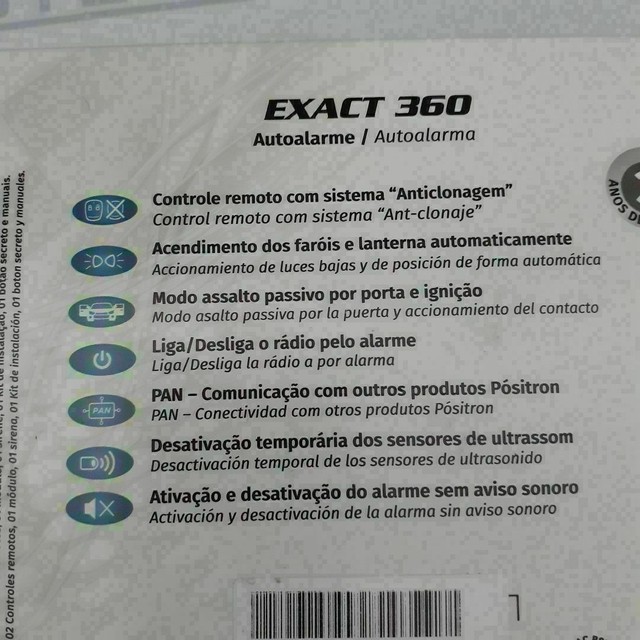 EXACT 360
Autoalarme / Autoalarma
Controle remoto com sistema “Anticlonagem”
Control remoto com sistema “Ant-clonaje”
Acendimento dos faróis e lanterna automaticamente
Accionamiento de luces bajas y de posición de forma automática
Modo assalto passivo por porta e ignição
Modo asalto passiva por la puerta y accionamiento del contacto
Liga/Desliga o rádio pelo alarme
Liga/Desliga la rádio a por alarma
PAN – Comunicação com outros produtos Pósitron
PAN – Conectividad com otros produtos Pósitron
PAN
Desativação temporária dos sensores de ultrassom
Desactivación temporal de los sensores de ultrasonido
Ativação e desativação do alarme sem aviso sonoro
Activación y desactivación de la alarma sin aviso sonoro
ANOS DE
01 Kit de instalação, 01 botão secreto e manuais.
02 Controles remotos, 01 módulo, 01 sirena, 01 Kit de instalación, 01 boton secreto y manuales.